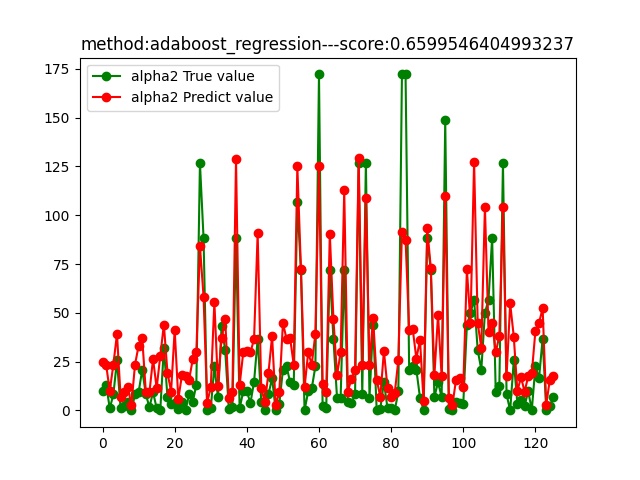 method:adaboost_regression---score:0.6599546404993237
alpha2 True value
alpha2 Predict value
175
150
125
100
75
50
25
0
0 20 40 60 80 100 120